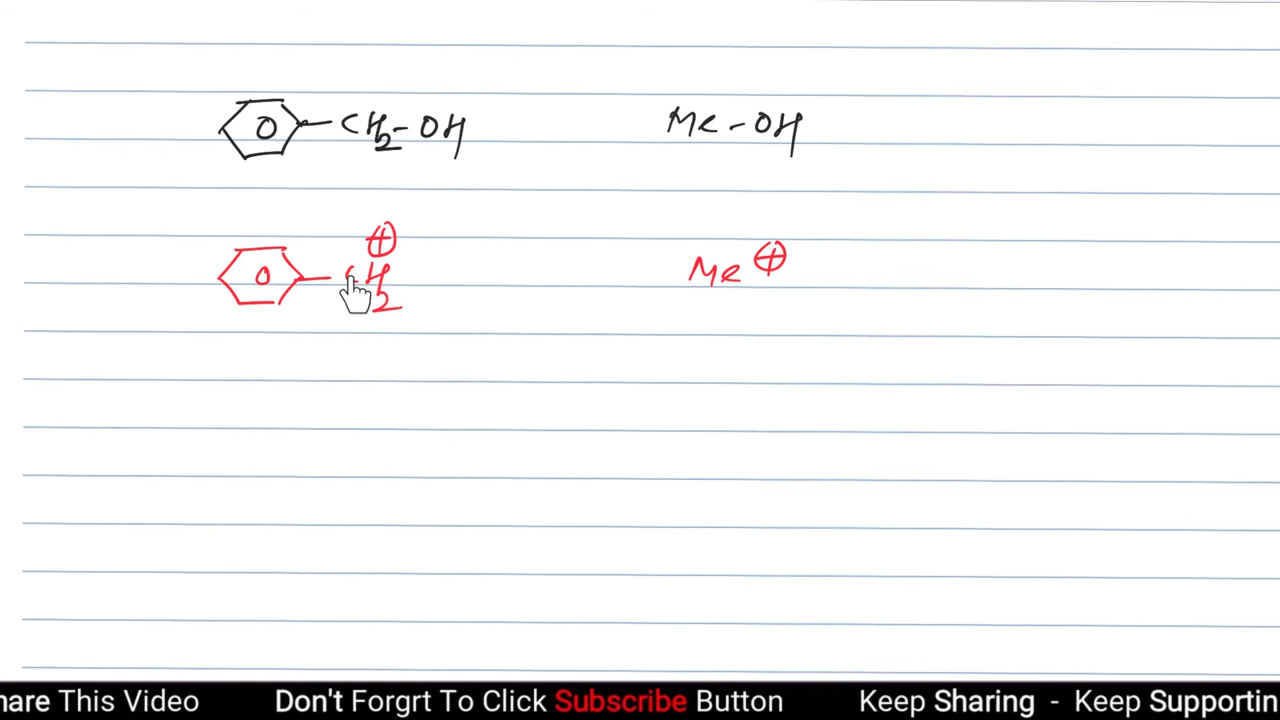 CH2-OH Me-OH
⊕
CH2 Me⊕
hare This Video Don't Forgrt To Click Subscribe Button Keep Sharing - Keep Supportin